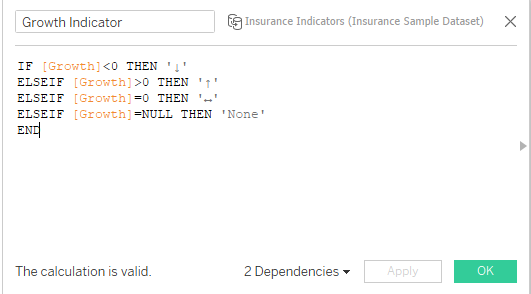 Growth Indicator
Insurance Indicators (Insurance Sample Dataset)
IF [Growth]<0 THEN '↓'
ELSEIF [Growth]>0 THEN '↑'
ELSEIF [Growth]=0 THEN '↔'
ELSEIF [Growth]=NULL THEN 'None'
END
The calculation is valid.
2 Dependencies
Apply
OK